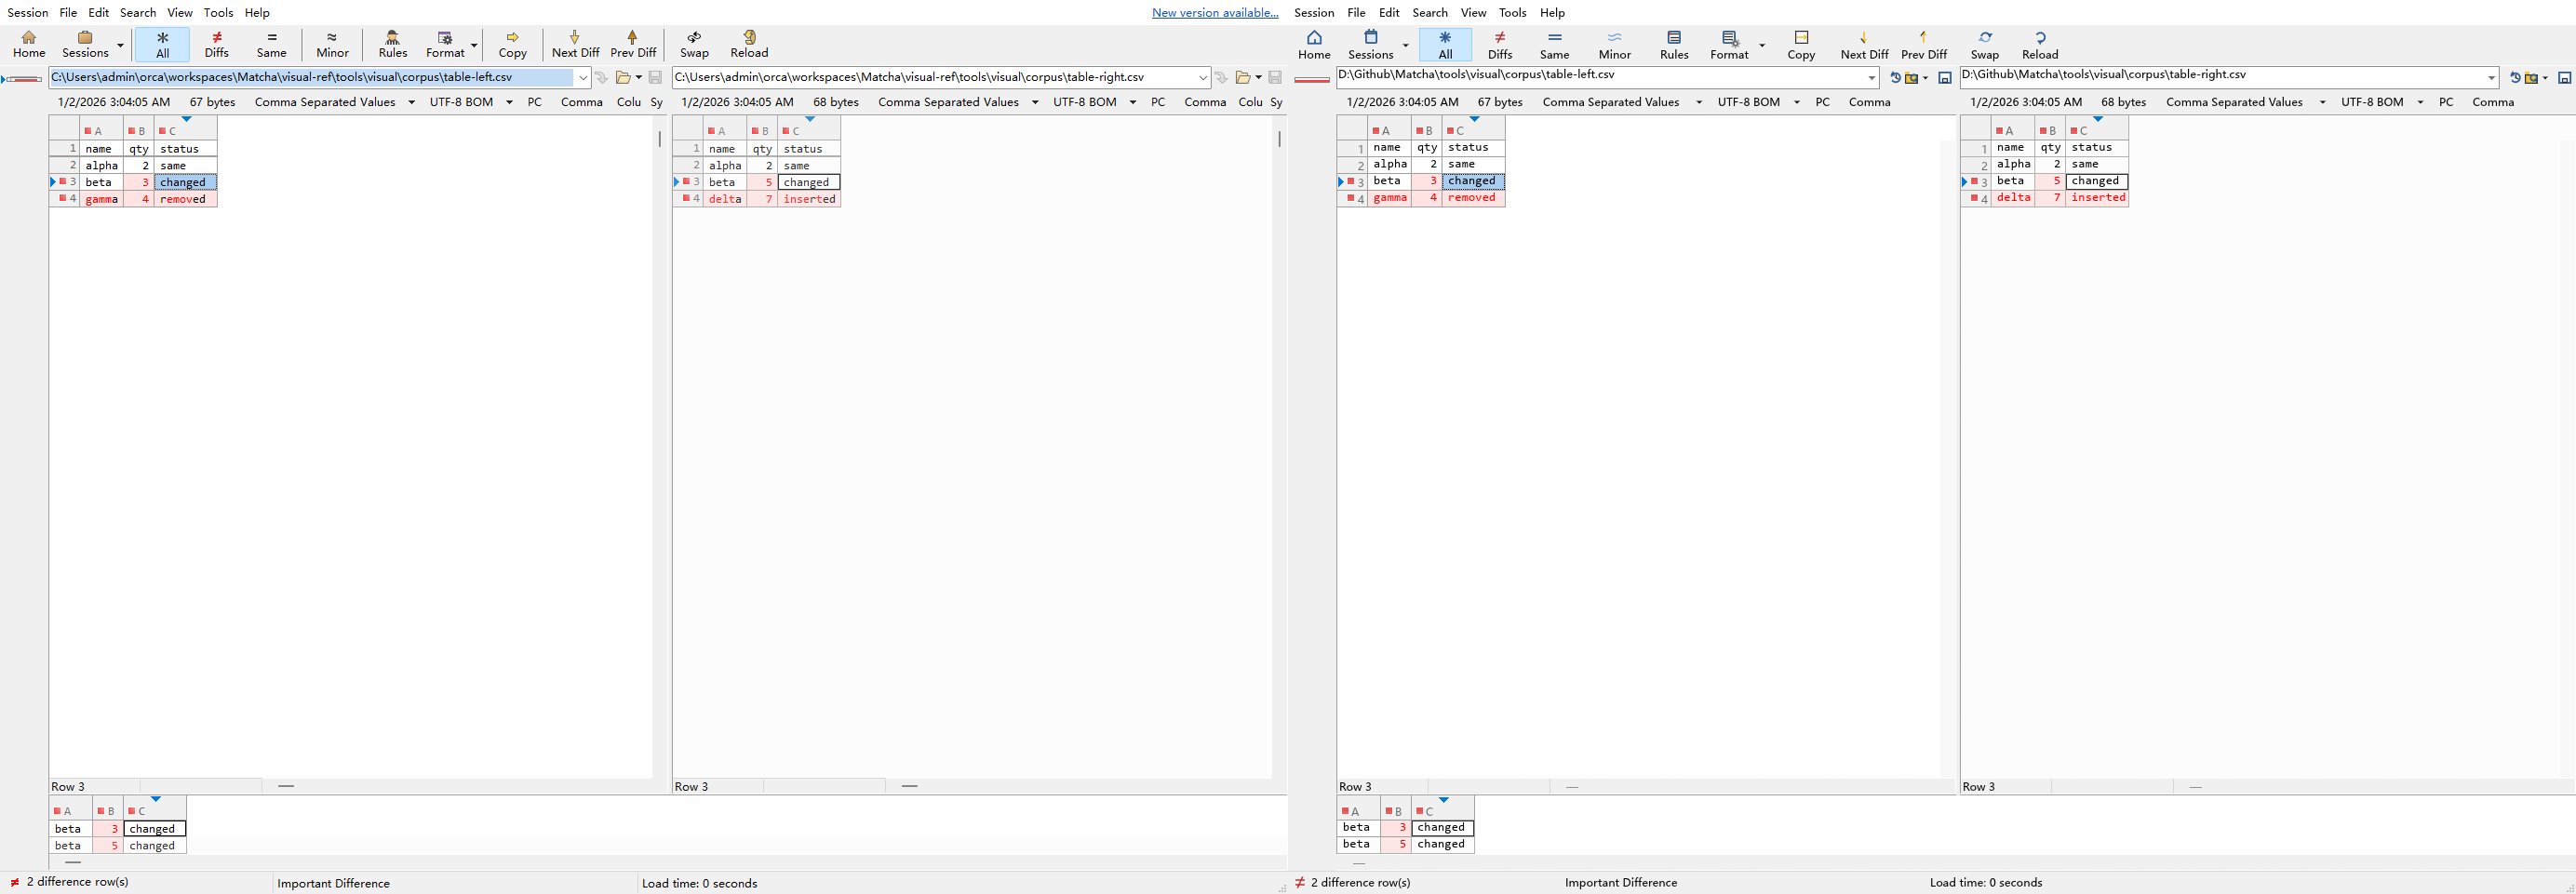 Session File Edit Search View Tools Help New version available...
Home Sessions All Diffs Same Minor Rules Format Copy Next Diff Prev Diff Swap Reload
C:\Users\admin\orca\workspaces\Matcha\visual-ref\tools\visual\corpus\table-left.csv
C:\Users\admin\orca\workspaces\Matcha\visual-ref\tools\visual\corpus\table-right.csv
1/2/2026 3:04:05 AM 67 bytes Comma Separated Values UTF-8 BOM PC Comma Colu Sy
1/2/2026 3:04:05 AM 68 bytes Comma Separated Values UTF-8 BOM PC Comma Colu Sy
A B C
1 name qty status
2 alpha 2 same
3 beta 3 changed
4 gamma 4 removed
A B C
1 name qty status
2 alpha 2 same
3 beta 5 changed
4 delta 7 inserted
Row 3
Row 3
A B C
beta 3 changed
beta 5 changed
≠ 2 difference row(s) Important Difference Load time: 0 seconds
Session File Edit Search View Tools Help
Home Sessions All Diffs Same Minor Rules Format Copy Next Diff Prev Diff Swap Reload
D:\Github\Matcha\tools\visual\corpus\table-left.csv
D:\Github\Matcha\tools\visual\corpus\table-right.csv
1/2/2026 3:04:05 AM 67 bytes Comma Separated Values UTF-8 BOM PC Comma
1/2/2026 3:04:05 AM 68 bytes Comma Separated Values UTF-8 BOM PC Comma
A B C
1 name qty status
2 alpha 2 same
3 beta 3 changed
4 gamma 4 removed
A B C
1 name qty status
2 alpha 2 same
3 beta 5 changed
4 delta 7 inserted
Row 3
Row 3
A B C
beta 3 changed
beta 5 changed
≠ 2 difference row(s) Important Difference Load time: 0 seconds